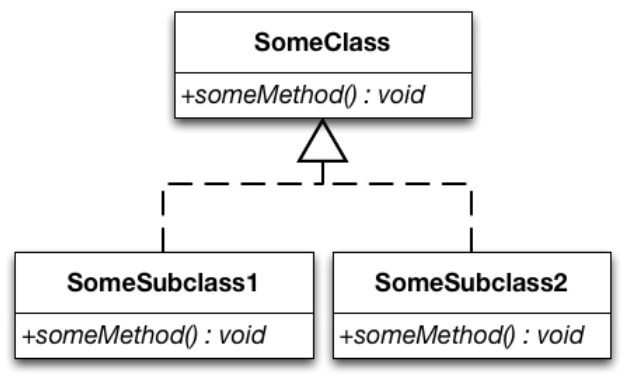 SomeClass
+someMethod() : void
SomeSubclass1
+someMethod() : void
SomeSubclass2
+someMethod() : void